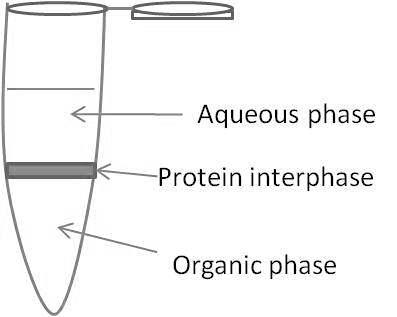 Aqueous phase
Protein interphase
Organic phase